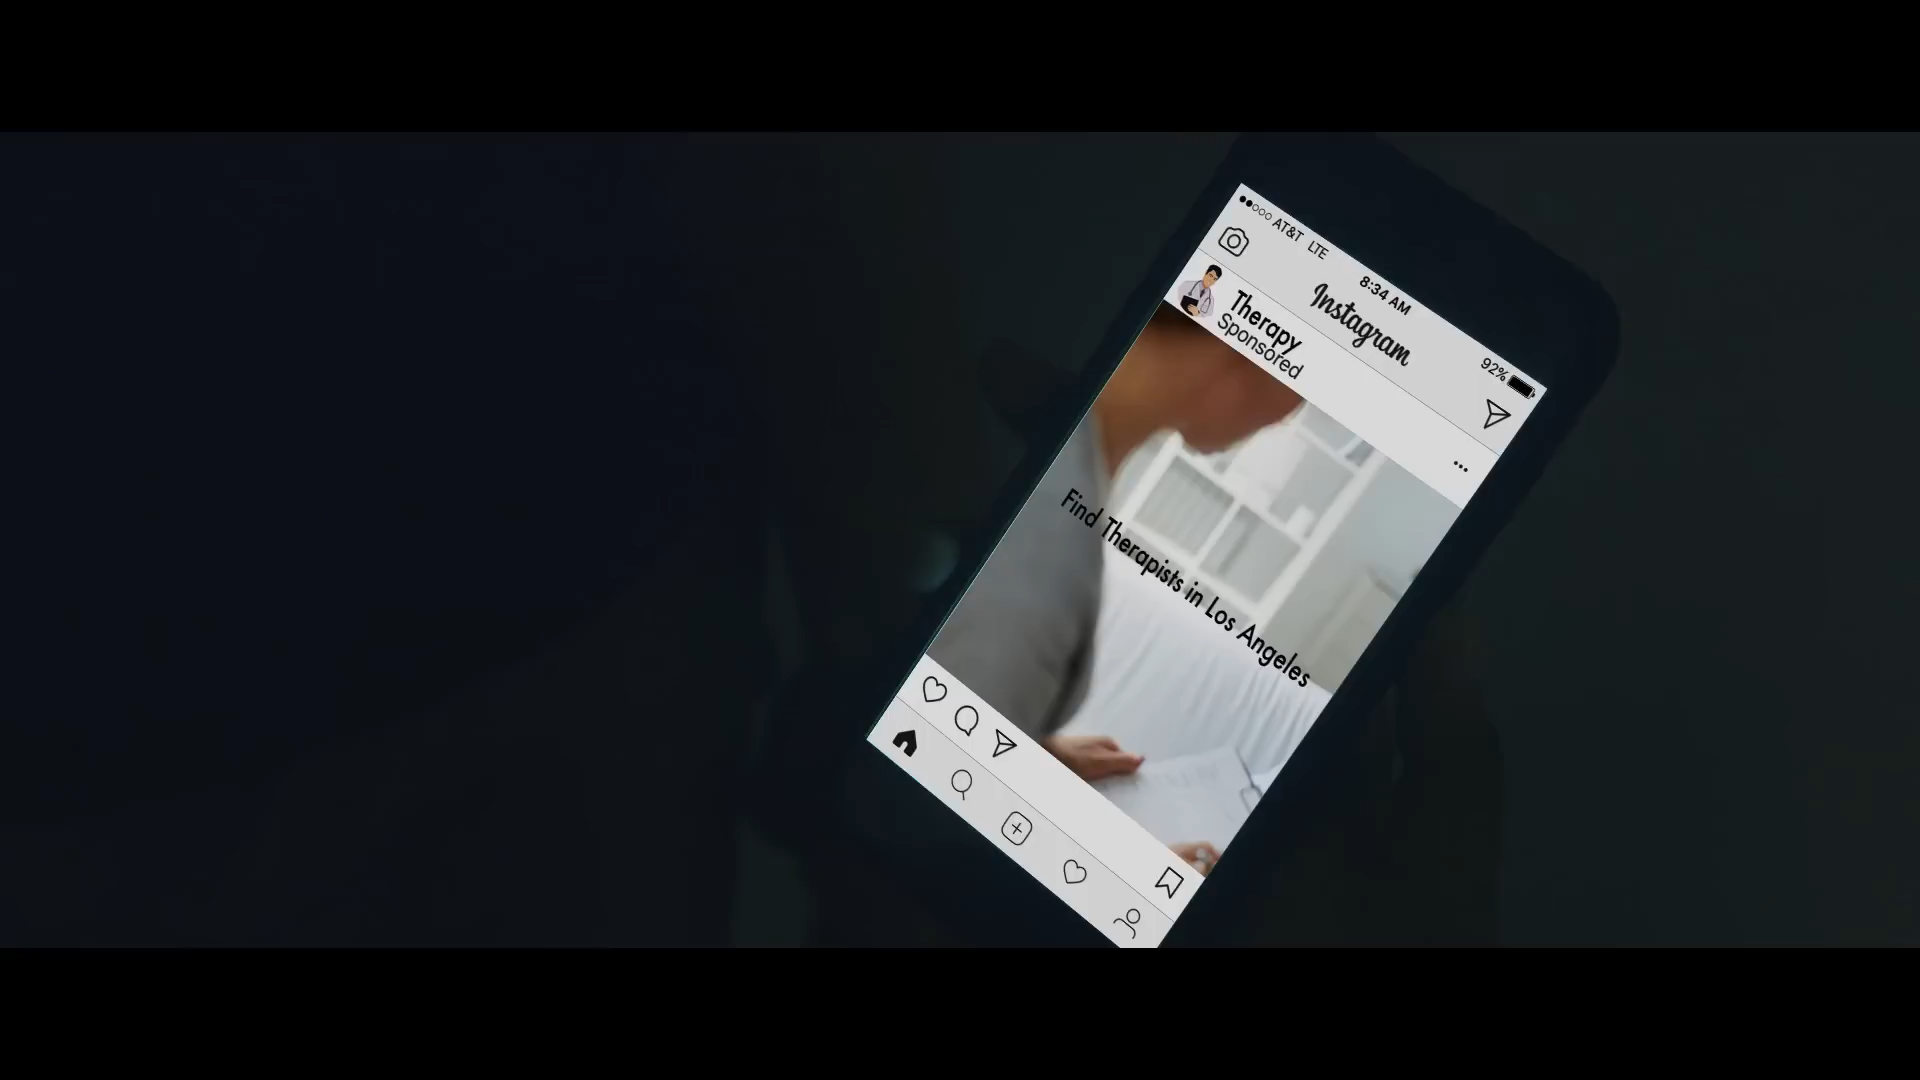 AT&T LTE
8:34 AM
92%
Instagram
Therapy
Sponsored
Find Therapists in Los Angeles